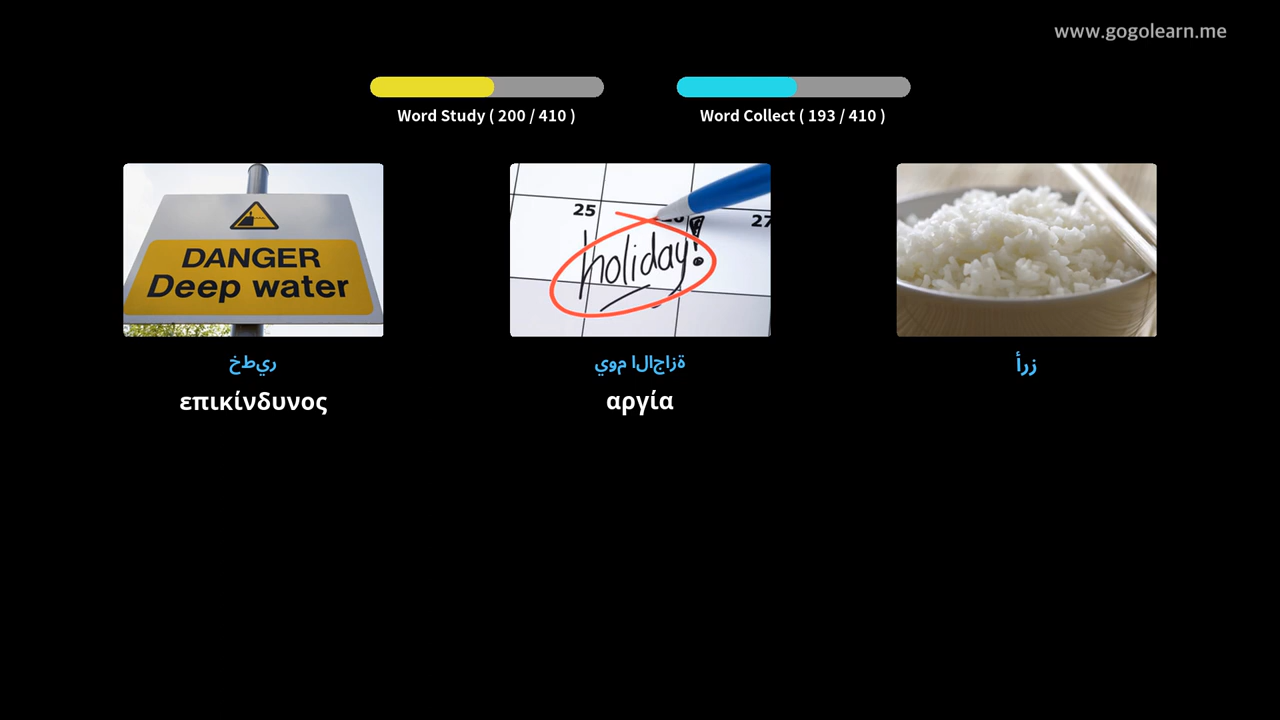 www.gogolearn.me
Word Study ( 200 / 410 )
Word Collect ( 193 / 410 )
DANGER
Deep water
25
27
holiday!
خطير
يوم الاجازة
أرز
επικίνδυνος
αργία